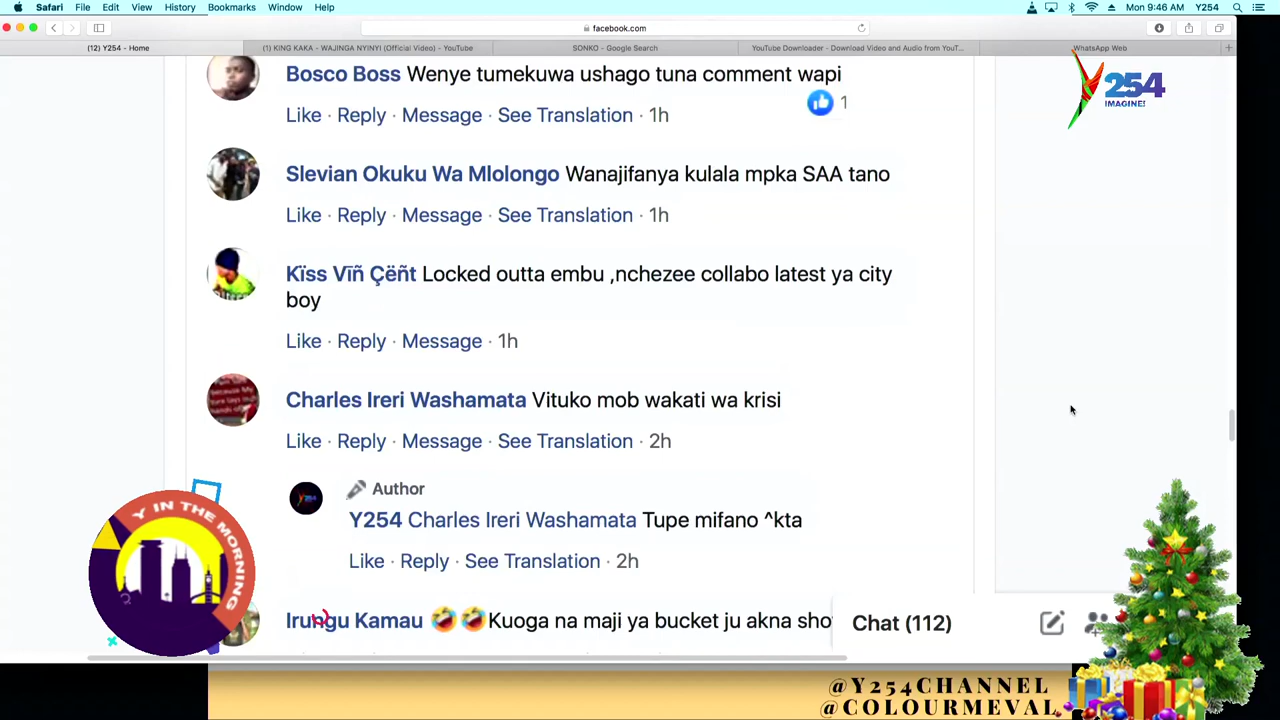 Safari File Edit View History Bookmarks Window Help Mon 9:46 AM Y254
facebook.com
(12) Y254 - Home (1) KING KAKA - WAJINGA NYINYI (Official Video) - YouTube SONKO - Google Search YouTube Downloader - Download Video and Audio from YouT... WhatsApp Web
Y254
IMAGINE!
Bosco Boss Wenye tumekuwa ushago tuna comment wapi
1
Like · Reply · Message · See Translation · 1h
Slevian Okuku Wa Mlolongo Wanajifanya kulala mpka SAA tano
Like · Reply · Message · See Translation · 1h
Kïss Vïñ Çëñt Locked outta embu ,nchezee collabo latest ya city
boy
Like · Reply · Message · 1h
Charles Ireri Washamata Vituko mob wakati wa krisi
Like · Reply · Message · See Translation · 2h
Author
Y254 Charles Ireri Washamata Tupe mifano ^kta
Like · Reply · See Translation · 2h
Irungu Kamau 🤣🤣Kuoga na maji ya bucket ju akna sho
Chat (112)
Y IN THE MORNING
@Y254CHANNEL
@COLOURMEVAL